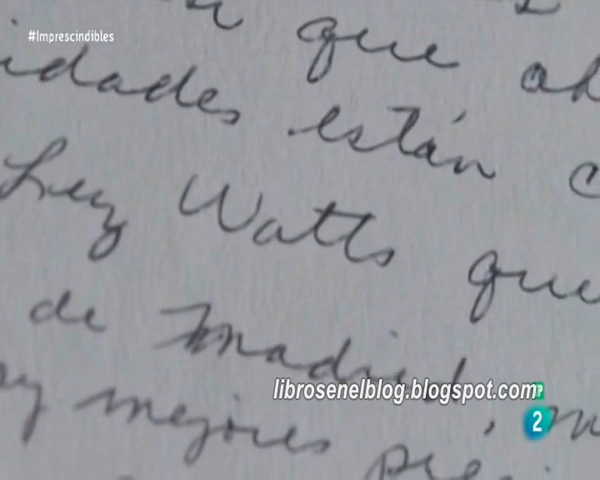 #Imprescindibles
que
idades están
Ley Watts que
de Madrid,
mejores
librosenelblog.blogspot.com
2